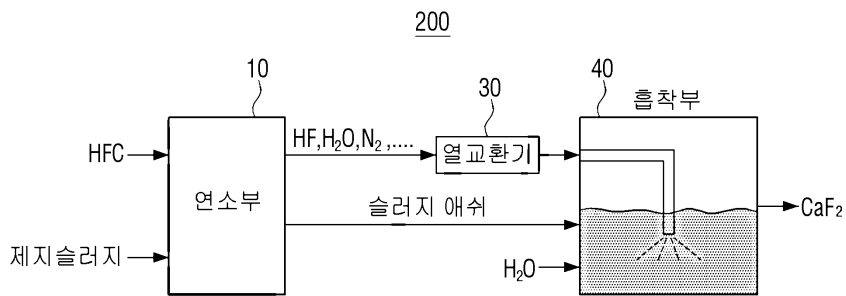 200
10
30
40
흡착부
HFC
HF,H₂O,N₂,....
열교환기
연소부
CaF₂
슬러지 애쉬
제지슬러지
H₂O